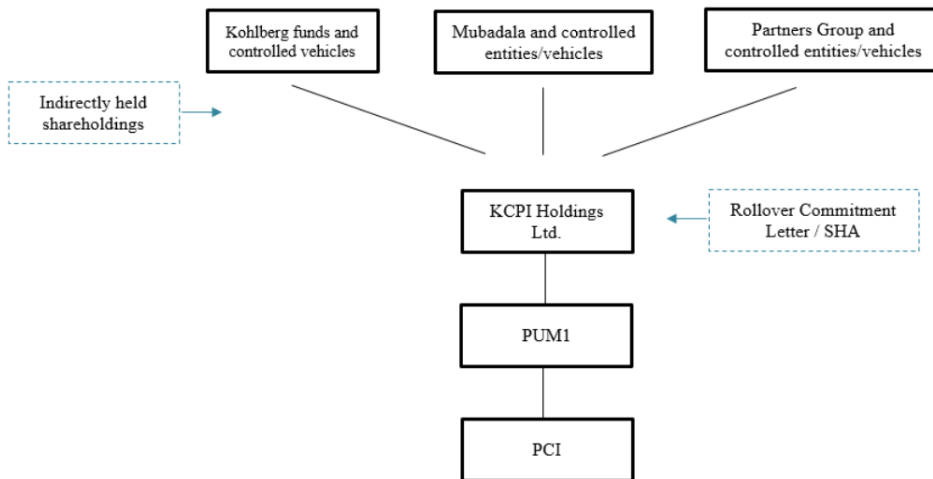 Kohlberg funds and
controlled vehicles
Mubadala and controlled
entities/vehicles
Partners Group and
controlled entities/vehicles
Indirectly held
shareholdings
KCPI Holdings
Ltd.
Rollover Commitment
Letter / SHA
PUM1
PCI